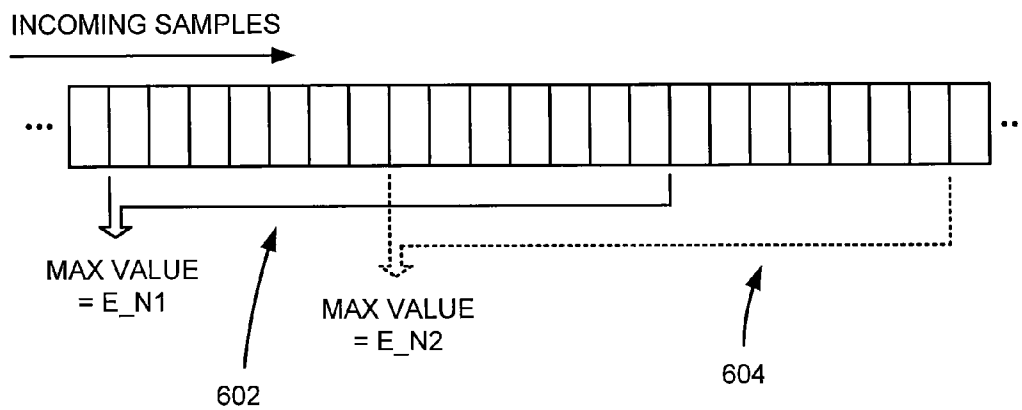 INCOMING SAMPLES
... ..
MAX VALUE
= E_N1
MAX VALUE
= E_N2
602
604